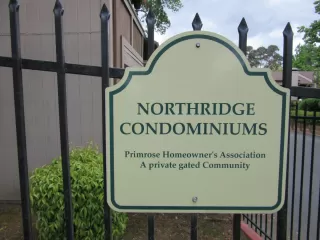 NORTHRIDGE
CONDOMINIUMS
Primrose Homeowner's Association
A private gated Community